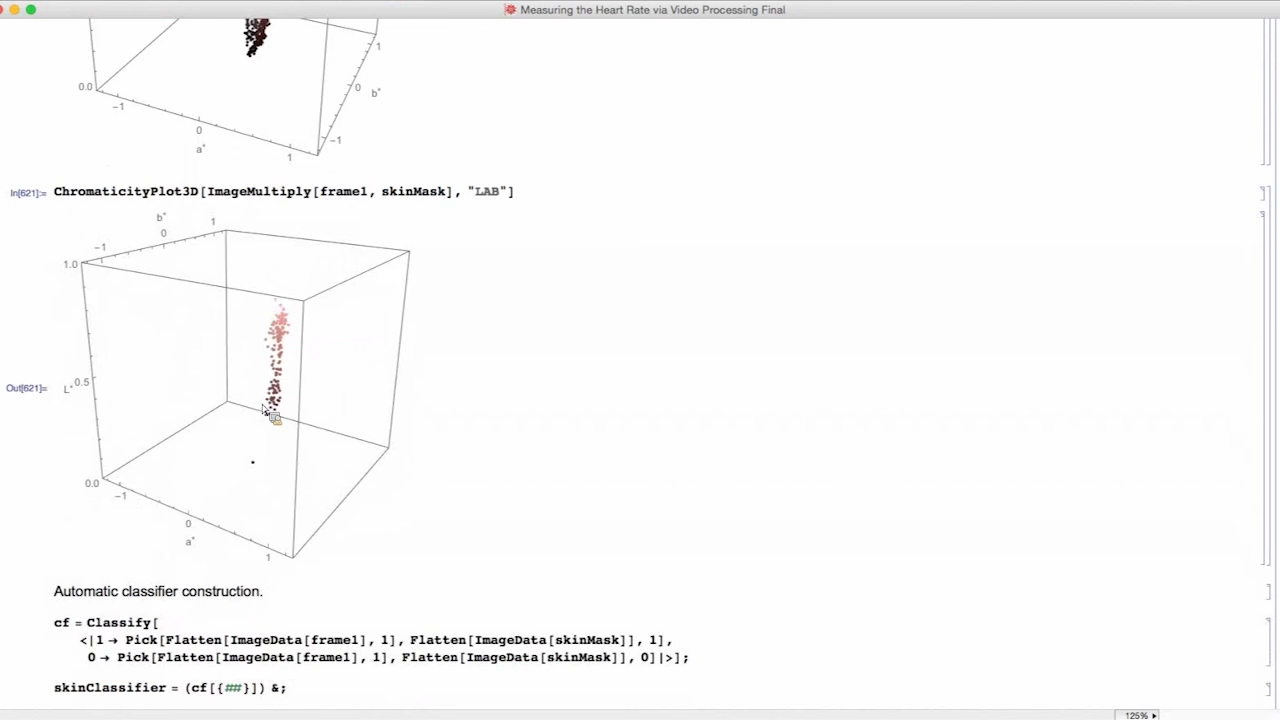 Measuring the Heart Rate via Video Processing Final
1
0.0
0
b*
-1
-1
0
a*
1
In[621]:= ChromaticityPlot3D[ImageMultiply[frame1, skinMask], "LAB"]
b*
1
0
-1
1.0
Out[621]= L* 0.5
0.0
-1
0
a*
1
Automatic classifier construction.
cf = Classify[
<|1 → Pick[Flatten[ImageData[frame1], 1], Flatten[ImageData[skinMask]], 1],
0 → Pick[Flatten[ImageData[frame1], 1], Flatten[ImageData[skinMask]], 0]|>];
skinClassifier = (cf[{##}]) &;
125%